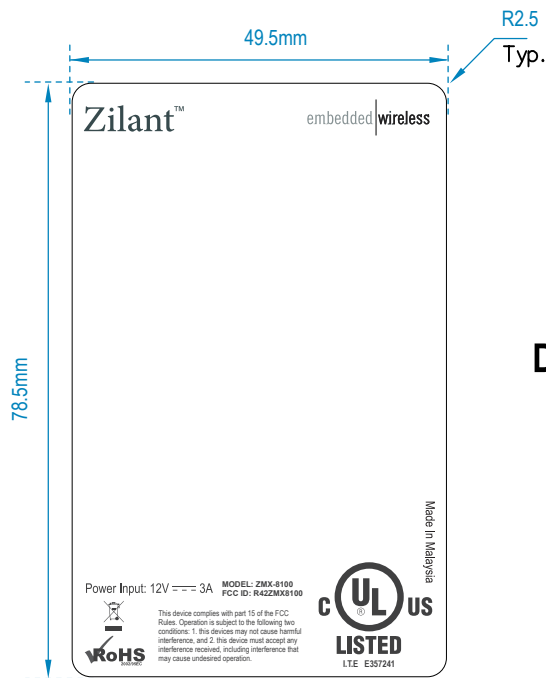 R2.5
49.5mm
Typ.
Zilant™
embedded wireless
78.5mm
D
Made In Malaysia
Power Input: 12V 3A
MODEL: ZMX-8100
FCC ID: R42ZMX8100
This device complies with part 15 of the FCC
Rules. Operation is subject to the following two
conditions: 1. this devices may not cause harmful
interference, and 2. this device must accept any
interference received, including interference that
may cause undesired operation.
RoHS
2002/95/EC
C UL ® US
LISTED
I.T.E E357241